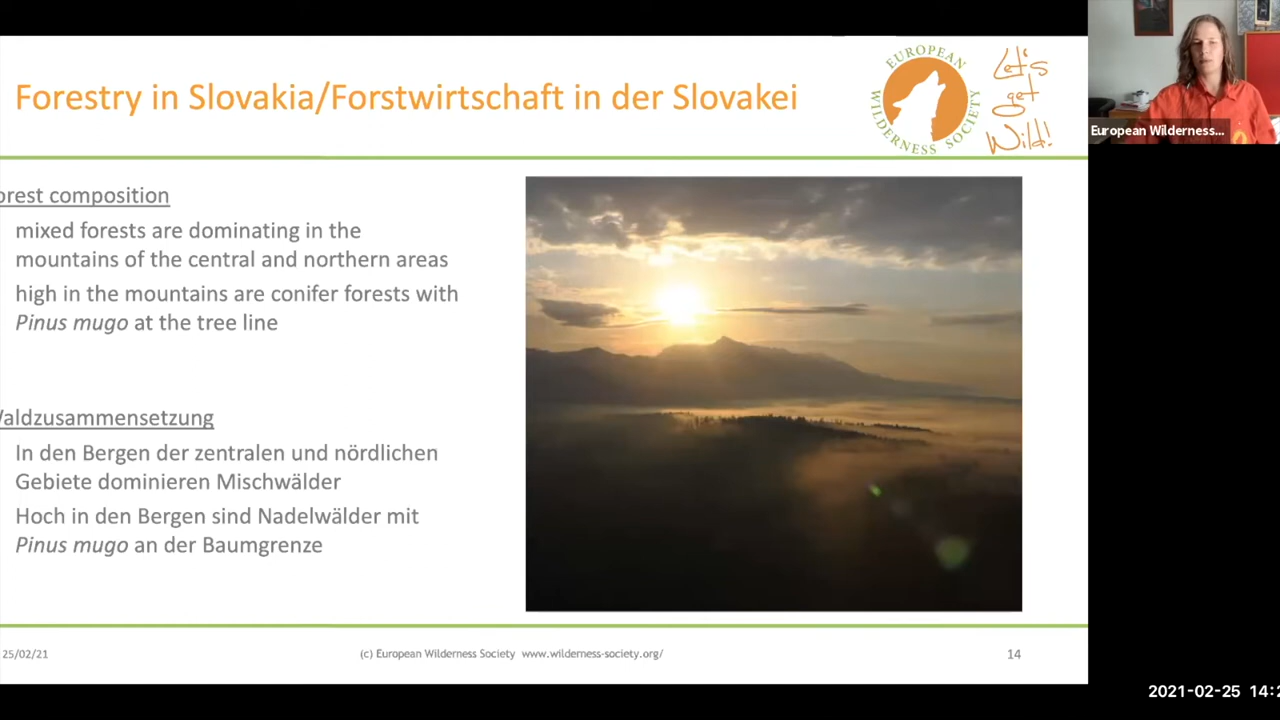 Forestry in Slovakia/Forstwirtschaft in der Slovakei
EUROPEAN WILDERNESS SOCIETY
Let's
get
Wild!
European Wilderness...
orest composition
mixed forests are dominating in the
mountains of the central and northern areas
high in the mountains are conifer forests with
Pinus mugo at the tree line
aldzusammensetzung
In den Bergen der zentralen und nördlichen
Gebiete dominieren Mischwälder
Hoch in den Bergen sind Nadelwälder mit
Pinus mugo an der Baumgrenze
25/02/21
(c) European Wilderness Society www.wilderness-society.org/
14
2021-02-25 14:2